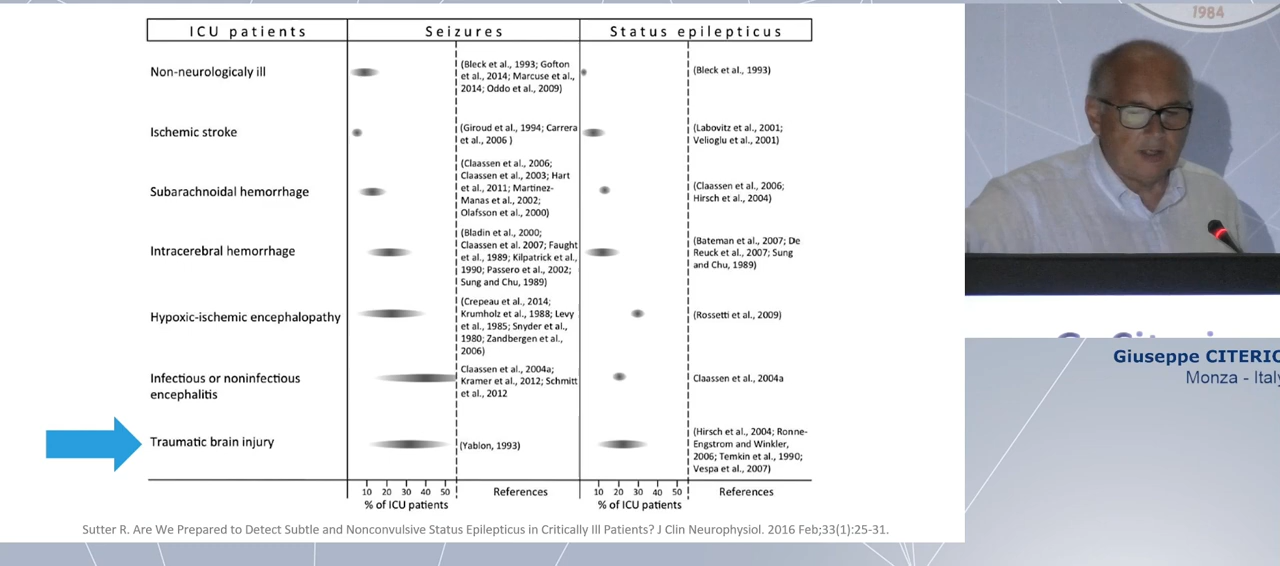 1984
ICU patients Seizures Status epilepticus
Non-neurologicaly ill
(Bleck et al., 1993; Gofton
et al., 2014; Marcuse et al.,
2014; Oddo et al., 2009)
(Bleck et al., 1993)
Ischemic stroke
(Giroud et al., 1994; Carrera
et al., 2006 )
(Labovitz et al., 2001;
Velioglu et al., 2001)
Subarachnoidal hemorrhage
(Claassen et al., 2006;
Claassen et al., 2003; Hart
et al., 2011; Martinez-
Manas et al., 2002;
Olafsson et al., 2000)
(Claassen et al., 2006;
Hirsch et al., 2004)
Intracerebral hemorrhage
(Bladin et al., 2000;
Claassen et al. 2007; Faught
et al., 1989; Kilpatrick et al.,
1990; Passero et al., 2002;
Sung and Chu, 1989)
(Bateman et al., 2007; De
Reuck et al., 2007; Sung
and Chu, 1989)
Hypoxic-ischemic encephalopathy
(Crepeau et al., 2014;
Krumholz et al., 1988; Levy
et al., 1985; Snyder et al.,
1980; Zandbergen et al.,
2006)
(Rossetti et al., 2009)
Infectious or noninfectious
encephalitis
Claassen et al., 2004a;
Kramer et al., 2012; Schmitt
et al., 2012
Claassen et al., 2004a
Traumatic brain injury
(Yablon, 1993)
(Hirsch et al., 2004; Ronne-
Engstrom and Winkler,
2006; Temkin et al., 1990;
Vespa et al., 2007)
10 20 30 40 50 References 10 20 30 40 50 References
% of ICU patients % of ICU patients
Sutter R. Are We Prepared to Detect Subtle and Nonconvulsive Status Epilepticus in Critically Ill Patients? J Clin Neurophysiol. 2016 Feb;33(1):25-31.
Giuseppe CITERIO
Monza - Italy